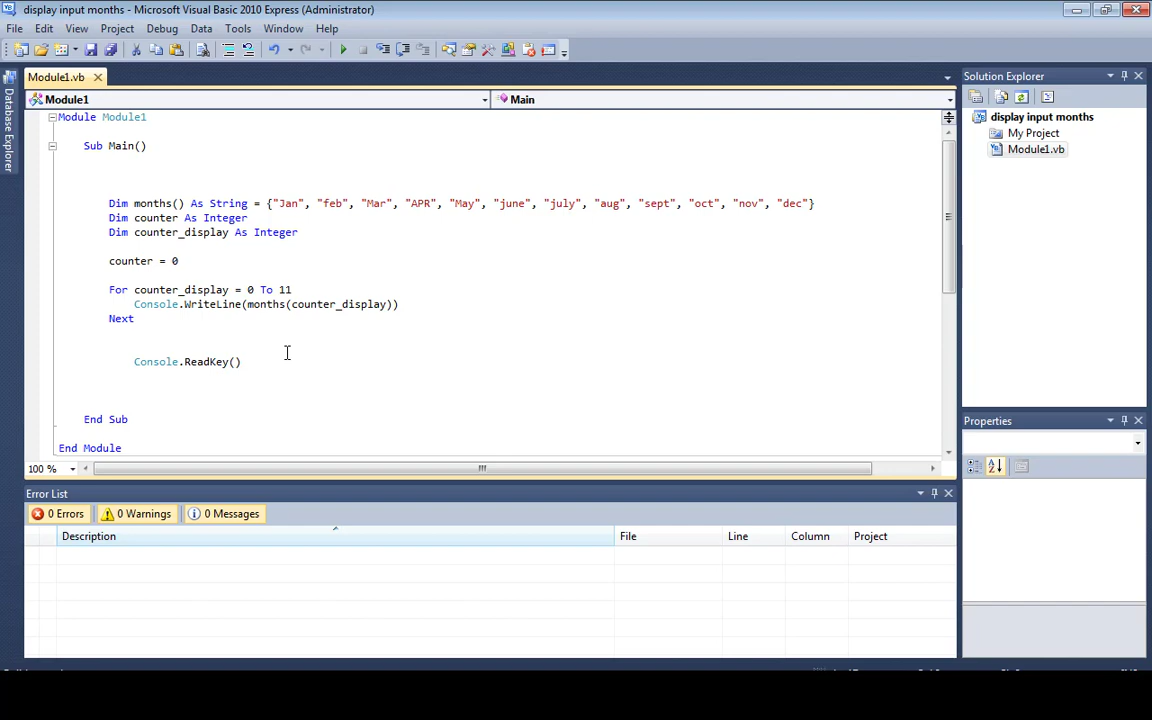 display input months - Microsoft Visual Basic 2010 Express (Administrator)
File Edit View Project Debug Data Tools Window Help
Module1.vb
Module1
Main
Module Module1
Sub Main()
Dim months() As String = {"Jan", "feb", "Mar", "APR", "May", "june", "july", "aug", "sept", "oct", "nov", "dec"}
Dim counter As Integer
Dim counter_display As Integer
counter = 0
For counter_display = 0 To 11
Console.WriteLine(months(counter_display))
Next
Console.ReadKey()
End Sub
End Module
100 %
Database Explorer
Solution Explorer
display input months
My Project
Module1.vb
Properties
Error List
0 Errors
0 Warnings
0 Messages
Description File Line Column Project